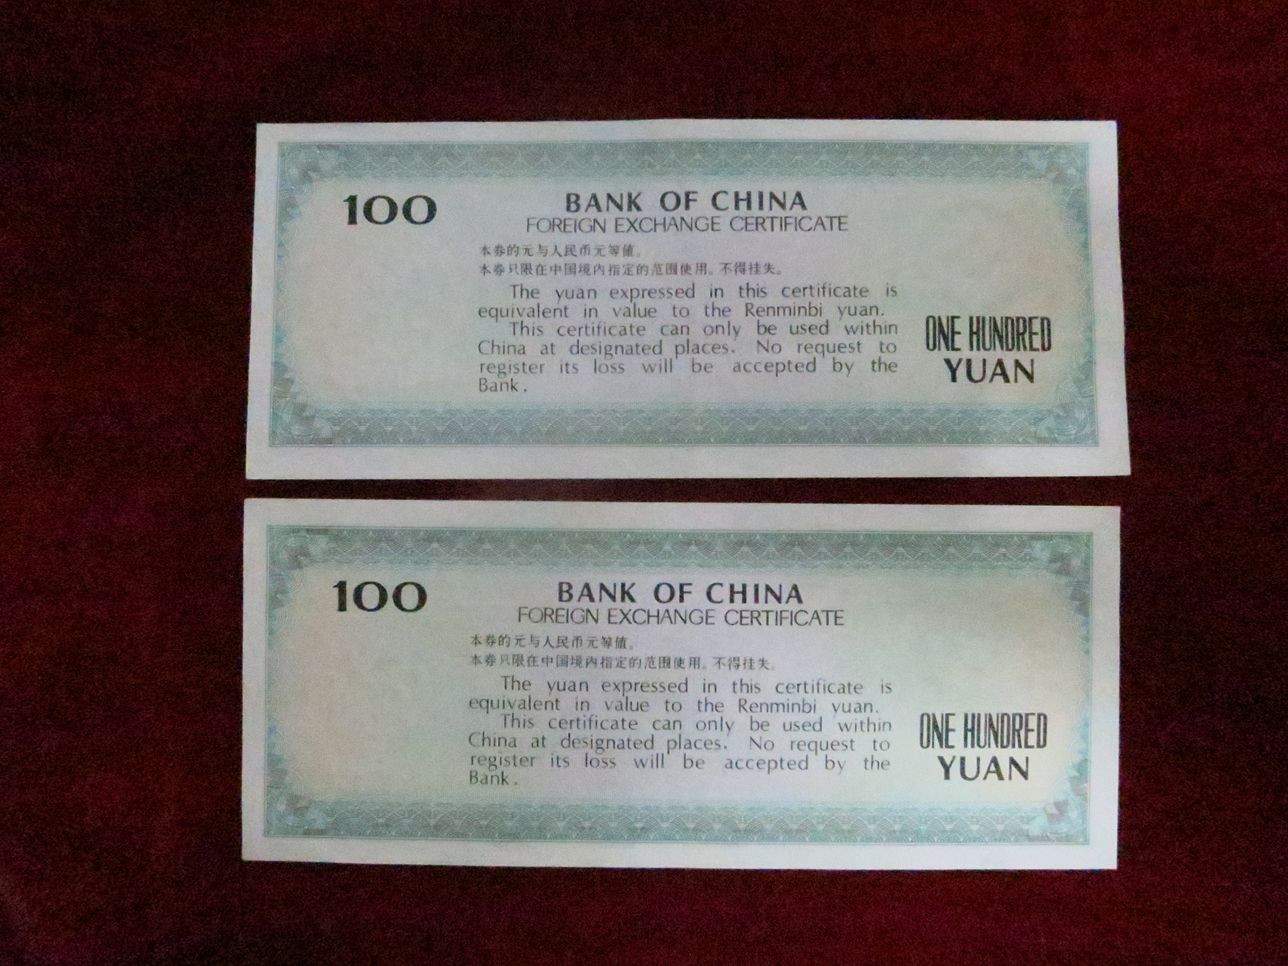 100
BANK OF CHINA
FOREIGN EXCHANGE CERTIFICATE
本券的元与人民币元等值。
本券只限在中国境内指定的范围使用。不得挂失。
The yuan expressed in this certificate is
equivalent in value to the Renminbi yuan.
This certificate can only be used within
China at designated places. No request to
register its loss will be accepted by the
Bank.
ONE HUNDRED
YUAN
100
BANK OF CHINA
FOREIGN EXCHANGE CERTIFICATE
本券的元与人民币元等值。
本券只限在中国境内指定的范围使用。不得挂失。
The yuan expressed in this certificate is
equivalent in value to the Renminbi yuan.
This certificate can only be used within
China at designated places. No request to
register its loss will be accepted by the
Bank.
ONE HUNDRED
YUAN